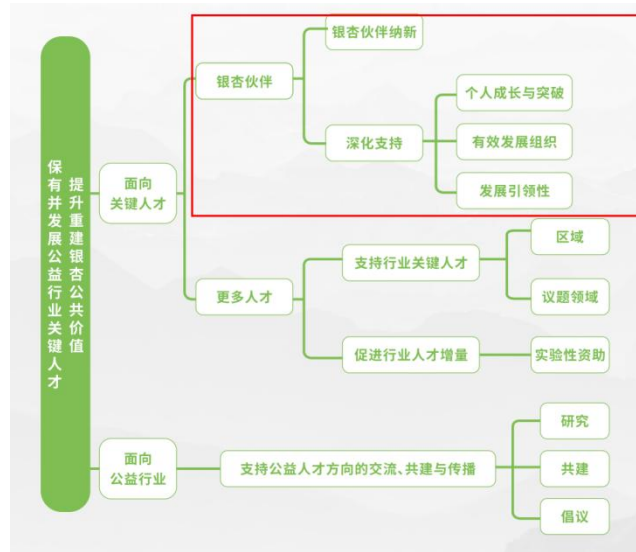 提升重建银杏公共价值
保有并发展公益行业关键人才
面向
关键人才
银杏伙伴
银杏伙伴纳新
深化支持
个人成长与突破
有效发展组织
发展引领性
更多人才
支持行业关键人才
区域
议题领域
促进行业人才增量
实验性资助
面向
公益行业
支持公益人才方向的交流、共建与传播
研究
共建
倡议